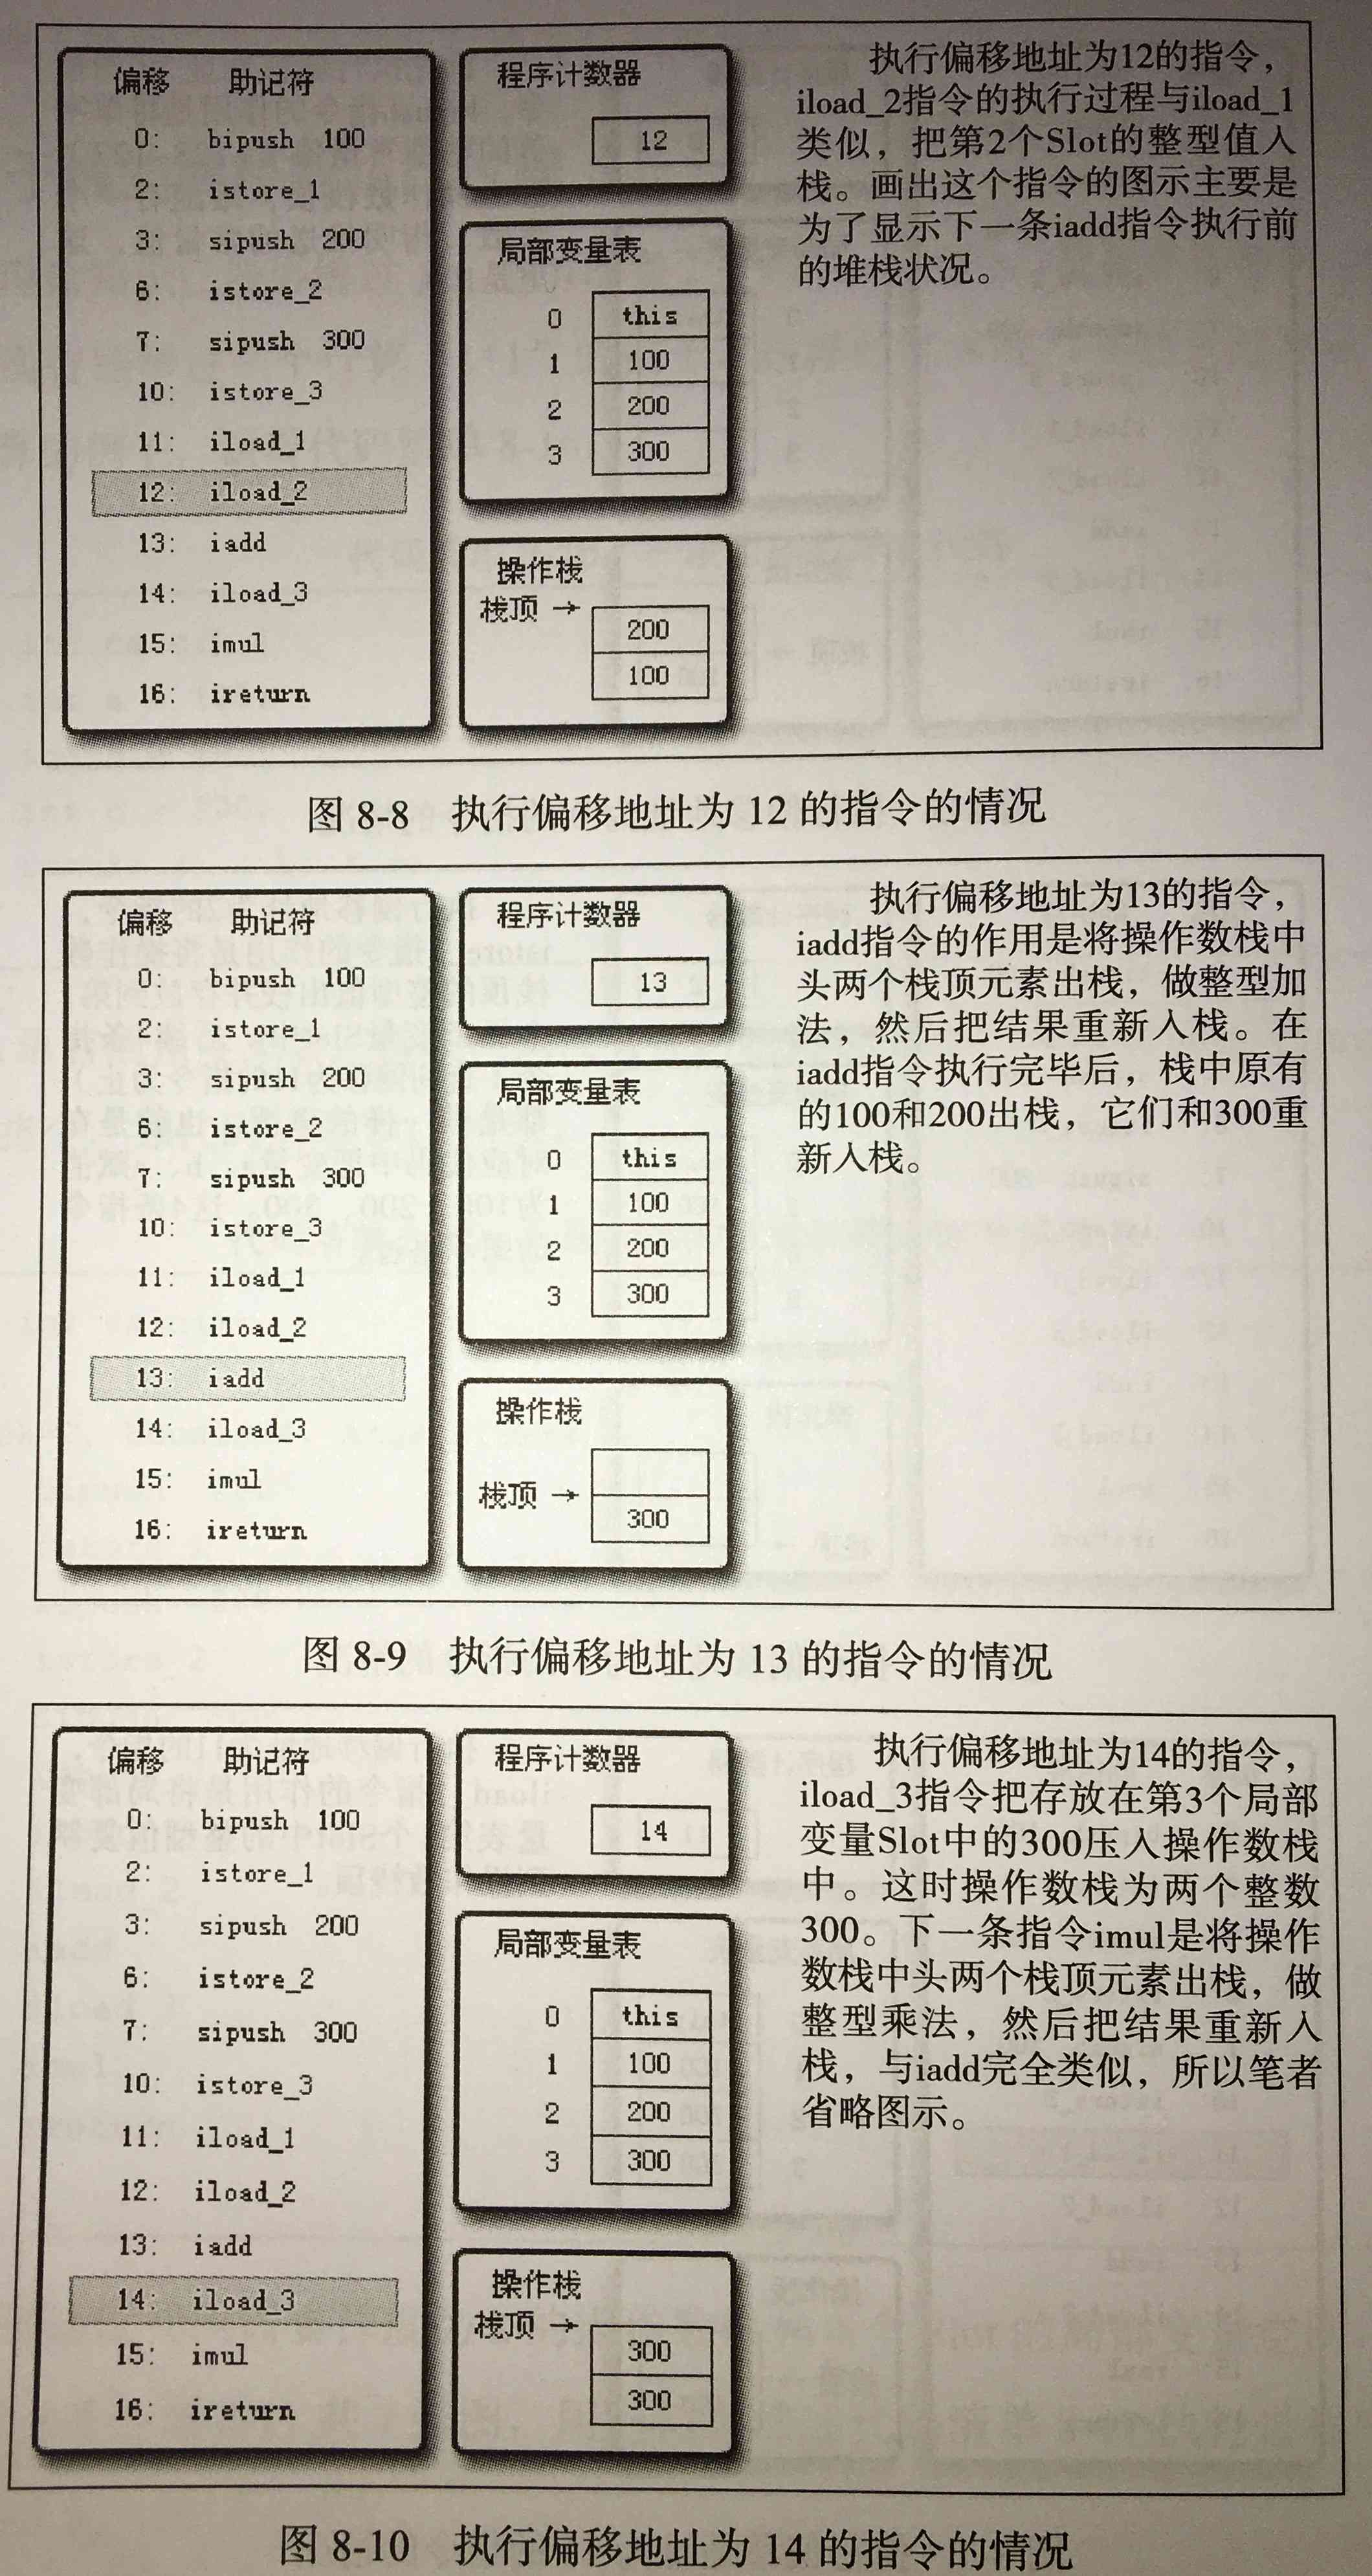 偏移 助记符
0: bipush 100
2: istore_1
3: sipush 200
6: istore_2
7: sipush 300
10: istore_3
11: iload_1
12: iload_2
13: iadd
14: iload_3
15: imul
16: ireturn
程序计数器
12
局部变量表
0 this
1 100
2 200
3 300
操作栈
栈顶 →
200
100
执行偏移地址为12的指令，
iload_2指令的执行过程与iload_1
类似，把第2个Slot的整型值入
栈。画出这个指令的图示主要是
为了显示下一条iadd指令执行前
的堆栈状况。
图 8-8 执行偏移地址为 12 的指令的情况
偏移 助记符
0: bipush 100
2: istore_1
3: sipush 200
6: istore_2
7: sipush 300
10: istore_3
11: iload_1
12: iload_2
13: iadd
14: iload_3
15: imul
16: ireturn
程序计数器
13
局部变量表
0 this
1 100
2 200
3 300
操作栈
栈顶 →
300
执行偏移地址为13的指令，
iadd指令的作用是将操作数栈中
头两个栈顶元素出栈，做整型加
法，然后把结果重新入栈。在
iadd指令执行完毕后，栈中原有
的100和200出栈，它们和300重
新入栈。
图 8-9 执行偏移地址为 13 的指令的情况
偏移 助记符
0: bipush 100
2: istore_1
3: sipush 200
6: istore_2
7: sipush 300
10: istore_3
11: iload_1
12: iload_2
13: iadd
14: iload_3
15: imul
16: ireturn
程序计数器
14
局部变量表
0 this
1 100
2 200
3 300
操作栈
栈顶 →
300
300
执行偏移地址为14的指令，
iload_3指令把存放在第3个局部
变量Slot中的300压入操作数栈
中。这时操作数栈为两个整数
300。下一条指令imul是将操作
数栈中头两个栈顶元素出栈，做
整型乘法，然后把结果重新入
栈，与iadd完全类似，所以笔者
省略图示。
图 8-10 执行偏移地址为 14 的指令的情况